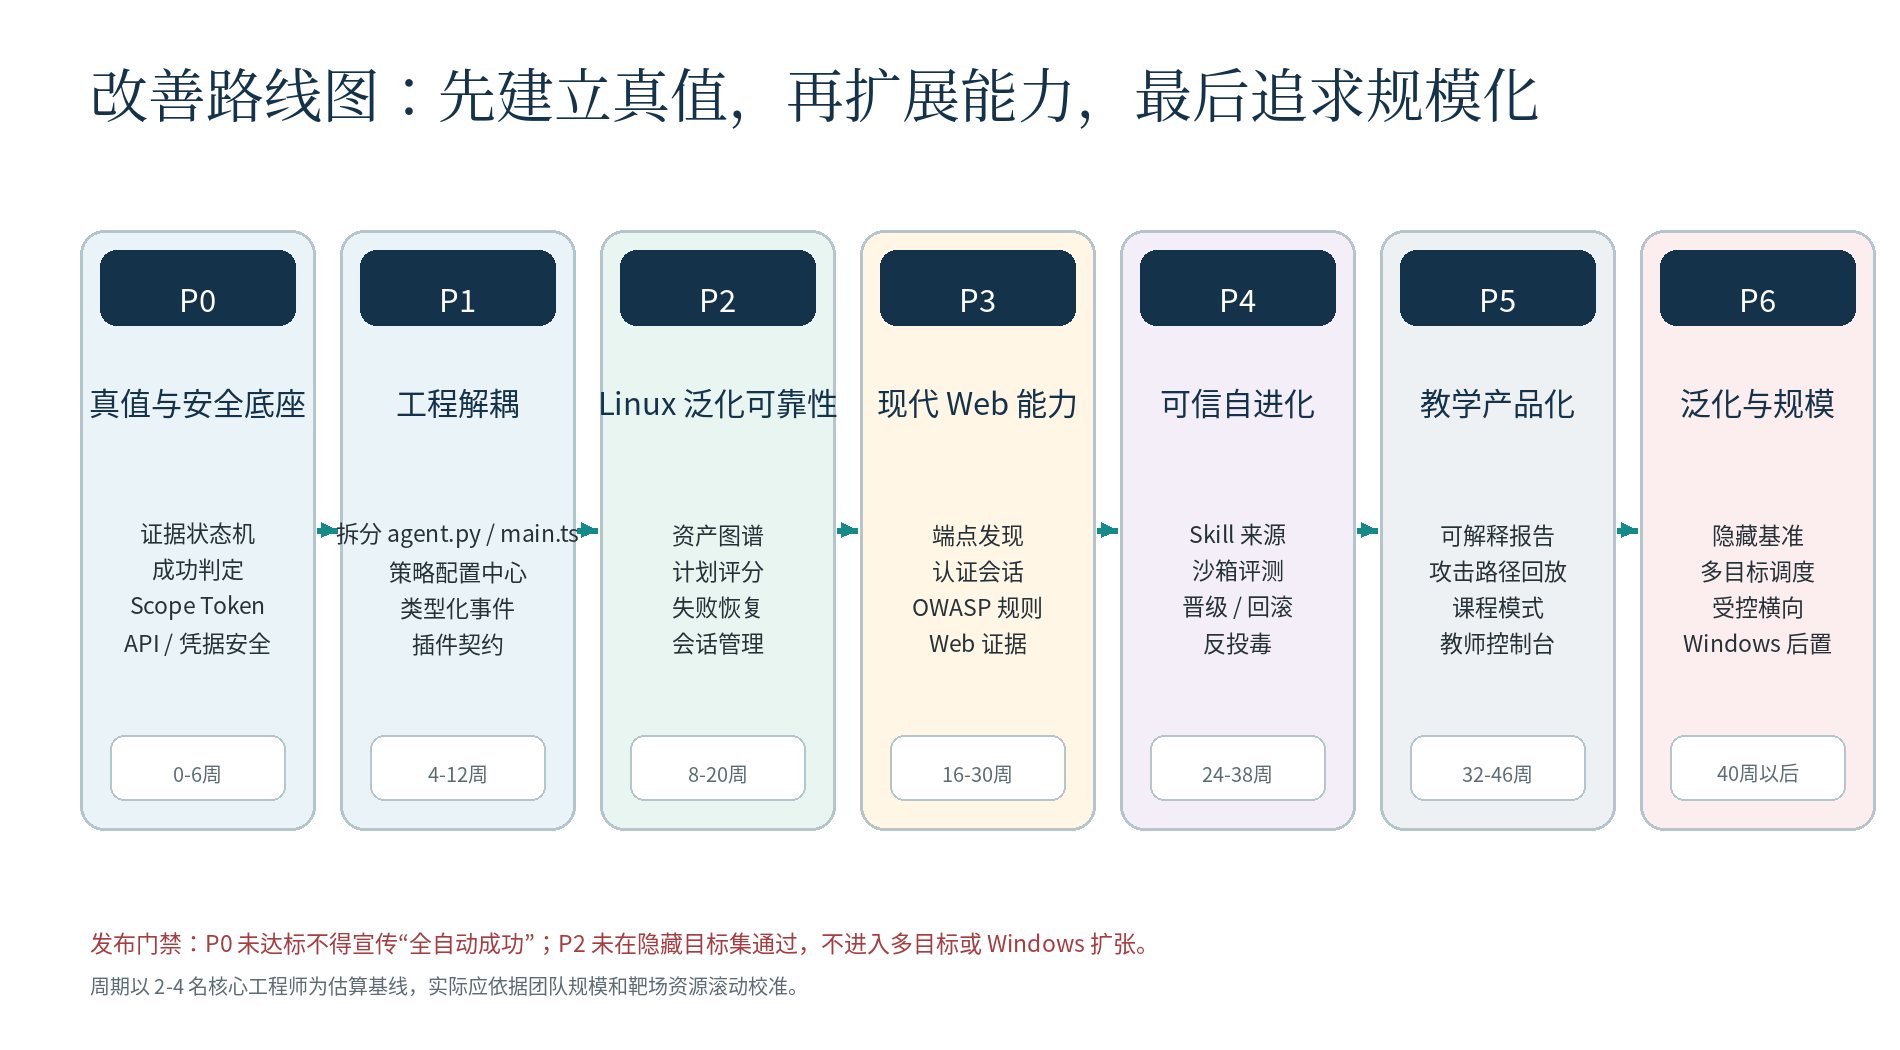 改善路线图：先建立真值，再扩展能力，最后追求规模化
P0
真值与安全底座
证据状态机
成功判定
Scope Token
API / 凭据安全
0-6周
P1
工程解耦
拆分 agent.py / main.ts
策略配置中心
类型化事件
插件契约
4-12周
P2
Linux 泛化可靠性
资产图谱
计划评分
失败恢复
会话管理
8-20周
P3
现代 Web 能力
端点发现
认证会话
OWASP 规则
Web 证据
16-30周
P4
可信自进化
Skill 来源
沙箱评测
晋级 / 回滚
反投毒
24-38周
P5
教学产品化
可解释报告
攻击路径回放
课程模式
教师控制台
32-46周
P6
泛化与规模
隐藏基准
多目标调度
受控横向
Windows 后置
40周以后
发布门禁：P0 未达标不得宣传“全自动成功”；P2 未在隐藏目标集通过，不进入多目标或 Windows 扩张。
周期以 2-4 名核心工程师为估算基线，实际应依据团队规模和靶场资源滚动校准。